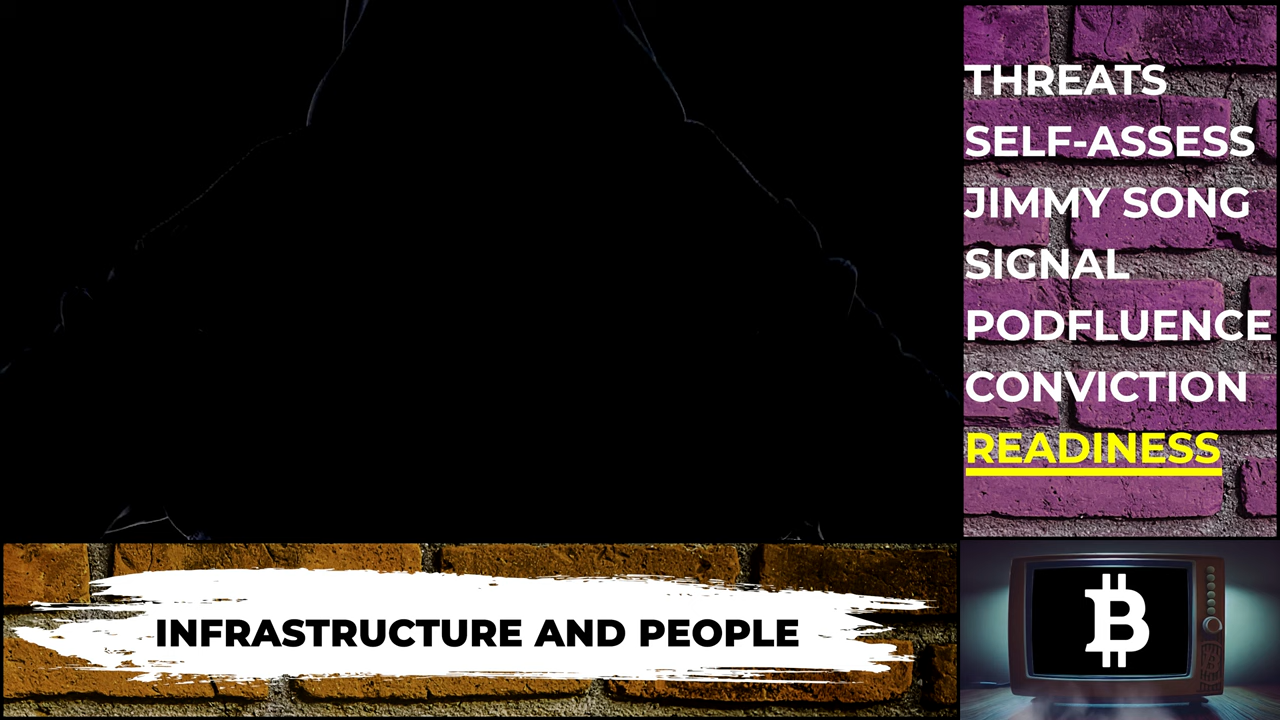 THREATS
SELF-ASSESS
JIMMY SONG
SIGNAL
PODFLUENCE
CONVICTION
READINESS
INFRASTRUCTURE AND PEOPLE